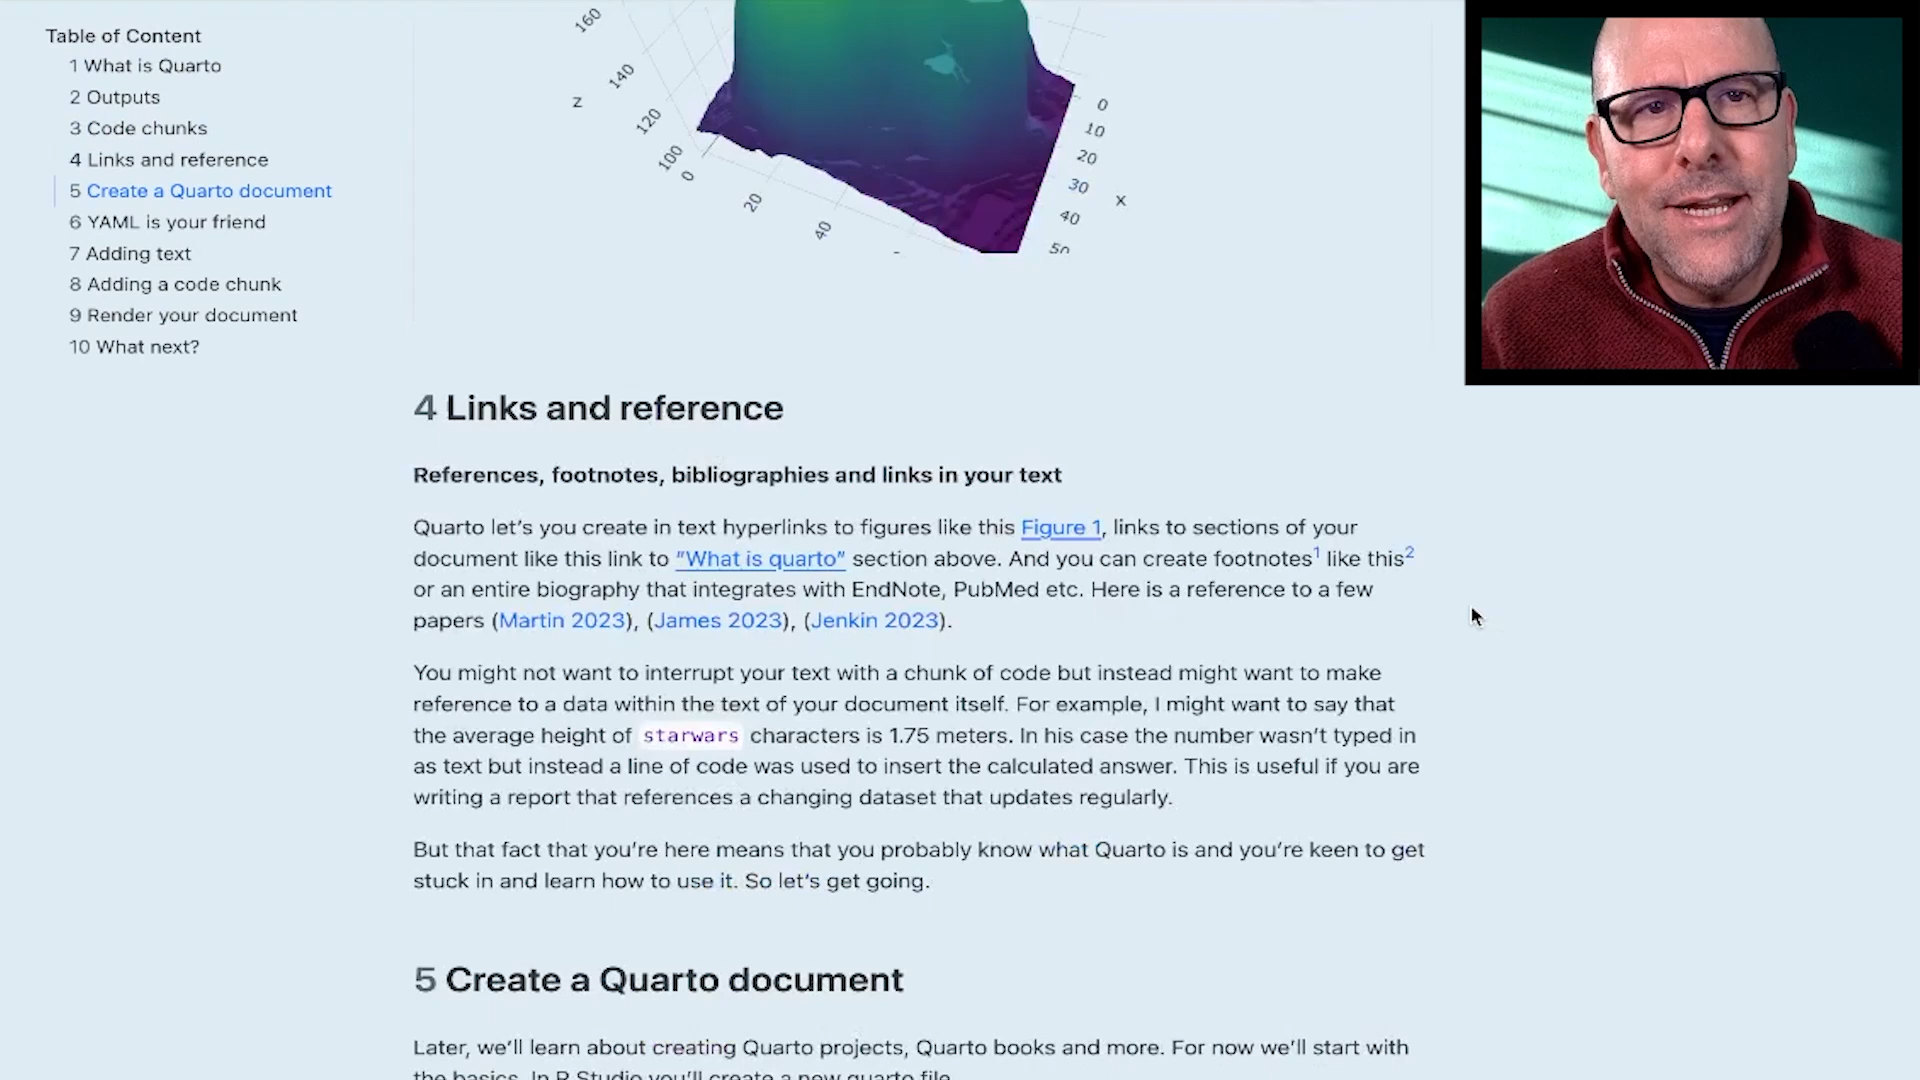 Table of Content
1 What is Quarto
2 Outputs
3 Code chunks
4 Links and reference
5 Create a Quarto document
6 YAML is your friend
7 Adding text
8 Adding a code chunk
9 Render your document
10 What next?
160
140
120
100
z
0
20
40
0
10
20
30
40
50
x
4 Links and reference
References, footnotes, bibliographies and links in your text
Quarto let’s you create in text hyperlinks to figures like this Figure 1, links to sections of your
document like this link to “What is quarto” section above. And you can create footnotes1 like this2
or an entire biography that integrates with EndNote, PubMed etc. Here is a reference to a few
papers (Martin 2023), (James 2023), (Jenkin 2023).
You might not want to interrupt your text with a chunk of code but instead might want to make
reference to a data within the text of your document itself. For example, I might want to say that
the average height of starwars characters is 1.75 meters. In his case the number wasn’t typed in
as text but instead a line of code was used to insert the calculated answer. This is useful if you are
writing a report that references a changing dataset that updates regularly.
But that fact that you’re here means that you probably know what Quarto is and you’re keen to get
stuck in and learn how to use it. So let’s get going.
5 Create a Quarto document
Later, we’ll learn about creating Quarto projects, Quarto books and more. For now we’ll start with
the basics. In R Studio you’ll create a new quarto file